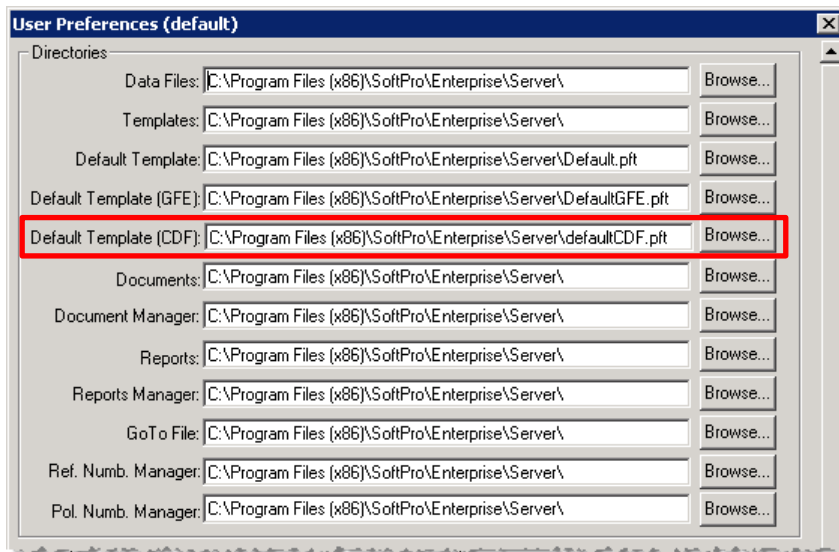 User Preferences (default)
Directories
Data Files: C:\Program Files (x86)\SoftPro\Enterprise\Server\ Browse...
Templates: C:\Program Files (x86)\SoftPro\Enterprise\Server\ Browse...
Default Template: C:\Program Files (x86)\SoftPro\Enterprise\Server\Default.pft Browse...
Default Template (GFE): C:\Program Files (x86)\SoftPro\Enterprise\Server\DefaultGFE.pft Browse...
Default Template (CDF): C:\Program Files (x86)\SoftPro\Enterprise\Server\defaultCDF.pft Browse...
Documents: C:\Program Files (x86)\SoftPro\Enterprise\Server\ Browse...
Document Manager: C:\Program Files (x86)\SoftPro\Enterprise\Server\ Browse...
Reports: C:\Program Files (x86)\SoftPro\Enterprise\Server\ Browse...
Reports Manager: C:\Program Files (x86)\SoftPro\Enterprise\Server\ Browse...
GoTo File: C:\Program Files (x86)\SoftPro\Enterprise\Server\ Browse...
Ref. Numb. Manager: C:\Program Files (x86)\SoftPro\Enterprise\Server\ Browse...
Pol. Numb. Manager: C:\Program Files (x86)\SoftPro\Enterprise\Server\ Browse...